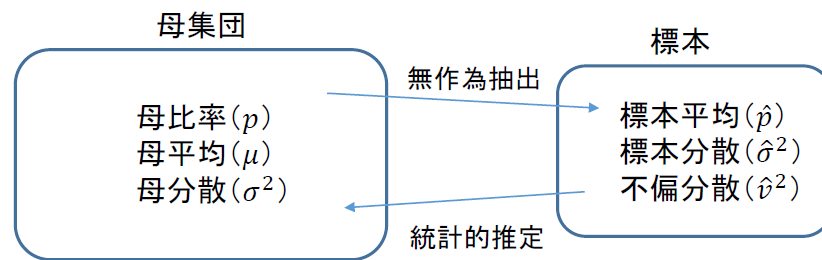 母集団
標本
無作為抽出
母比率(p)
母平均(μ)
母分散(σ²)
標本平均(p̂)
標本分散(σ̂²)
不偏分散(v̂²)
統計的推定